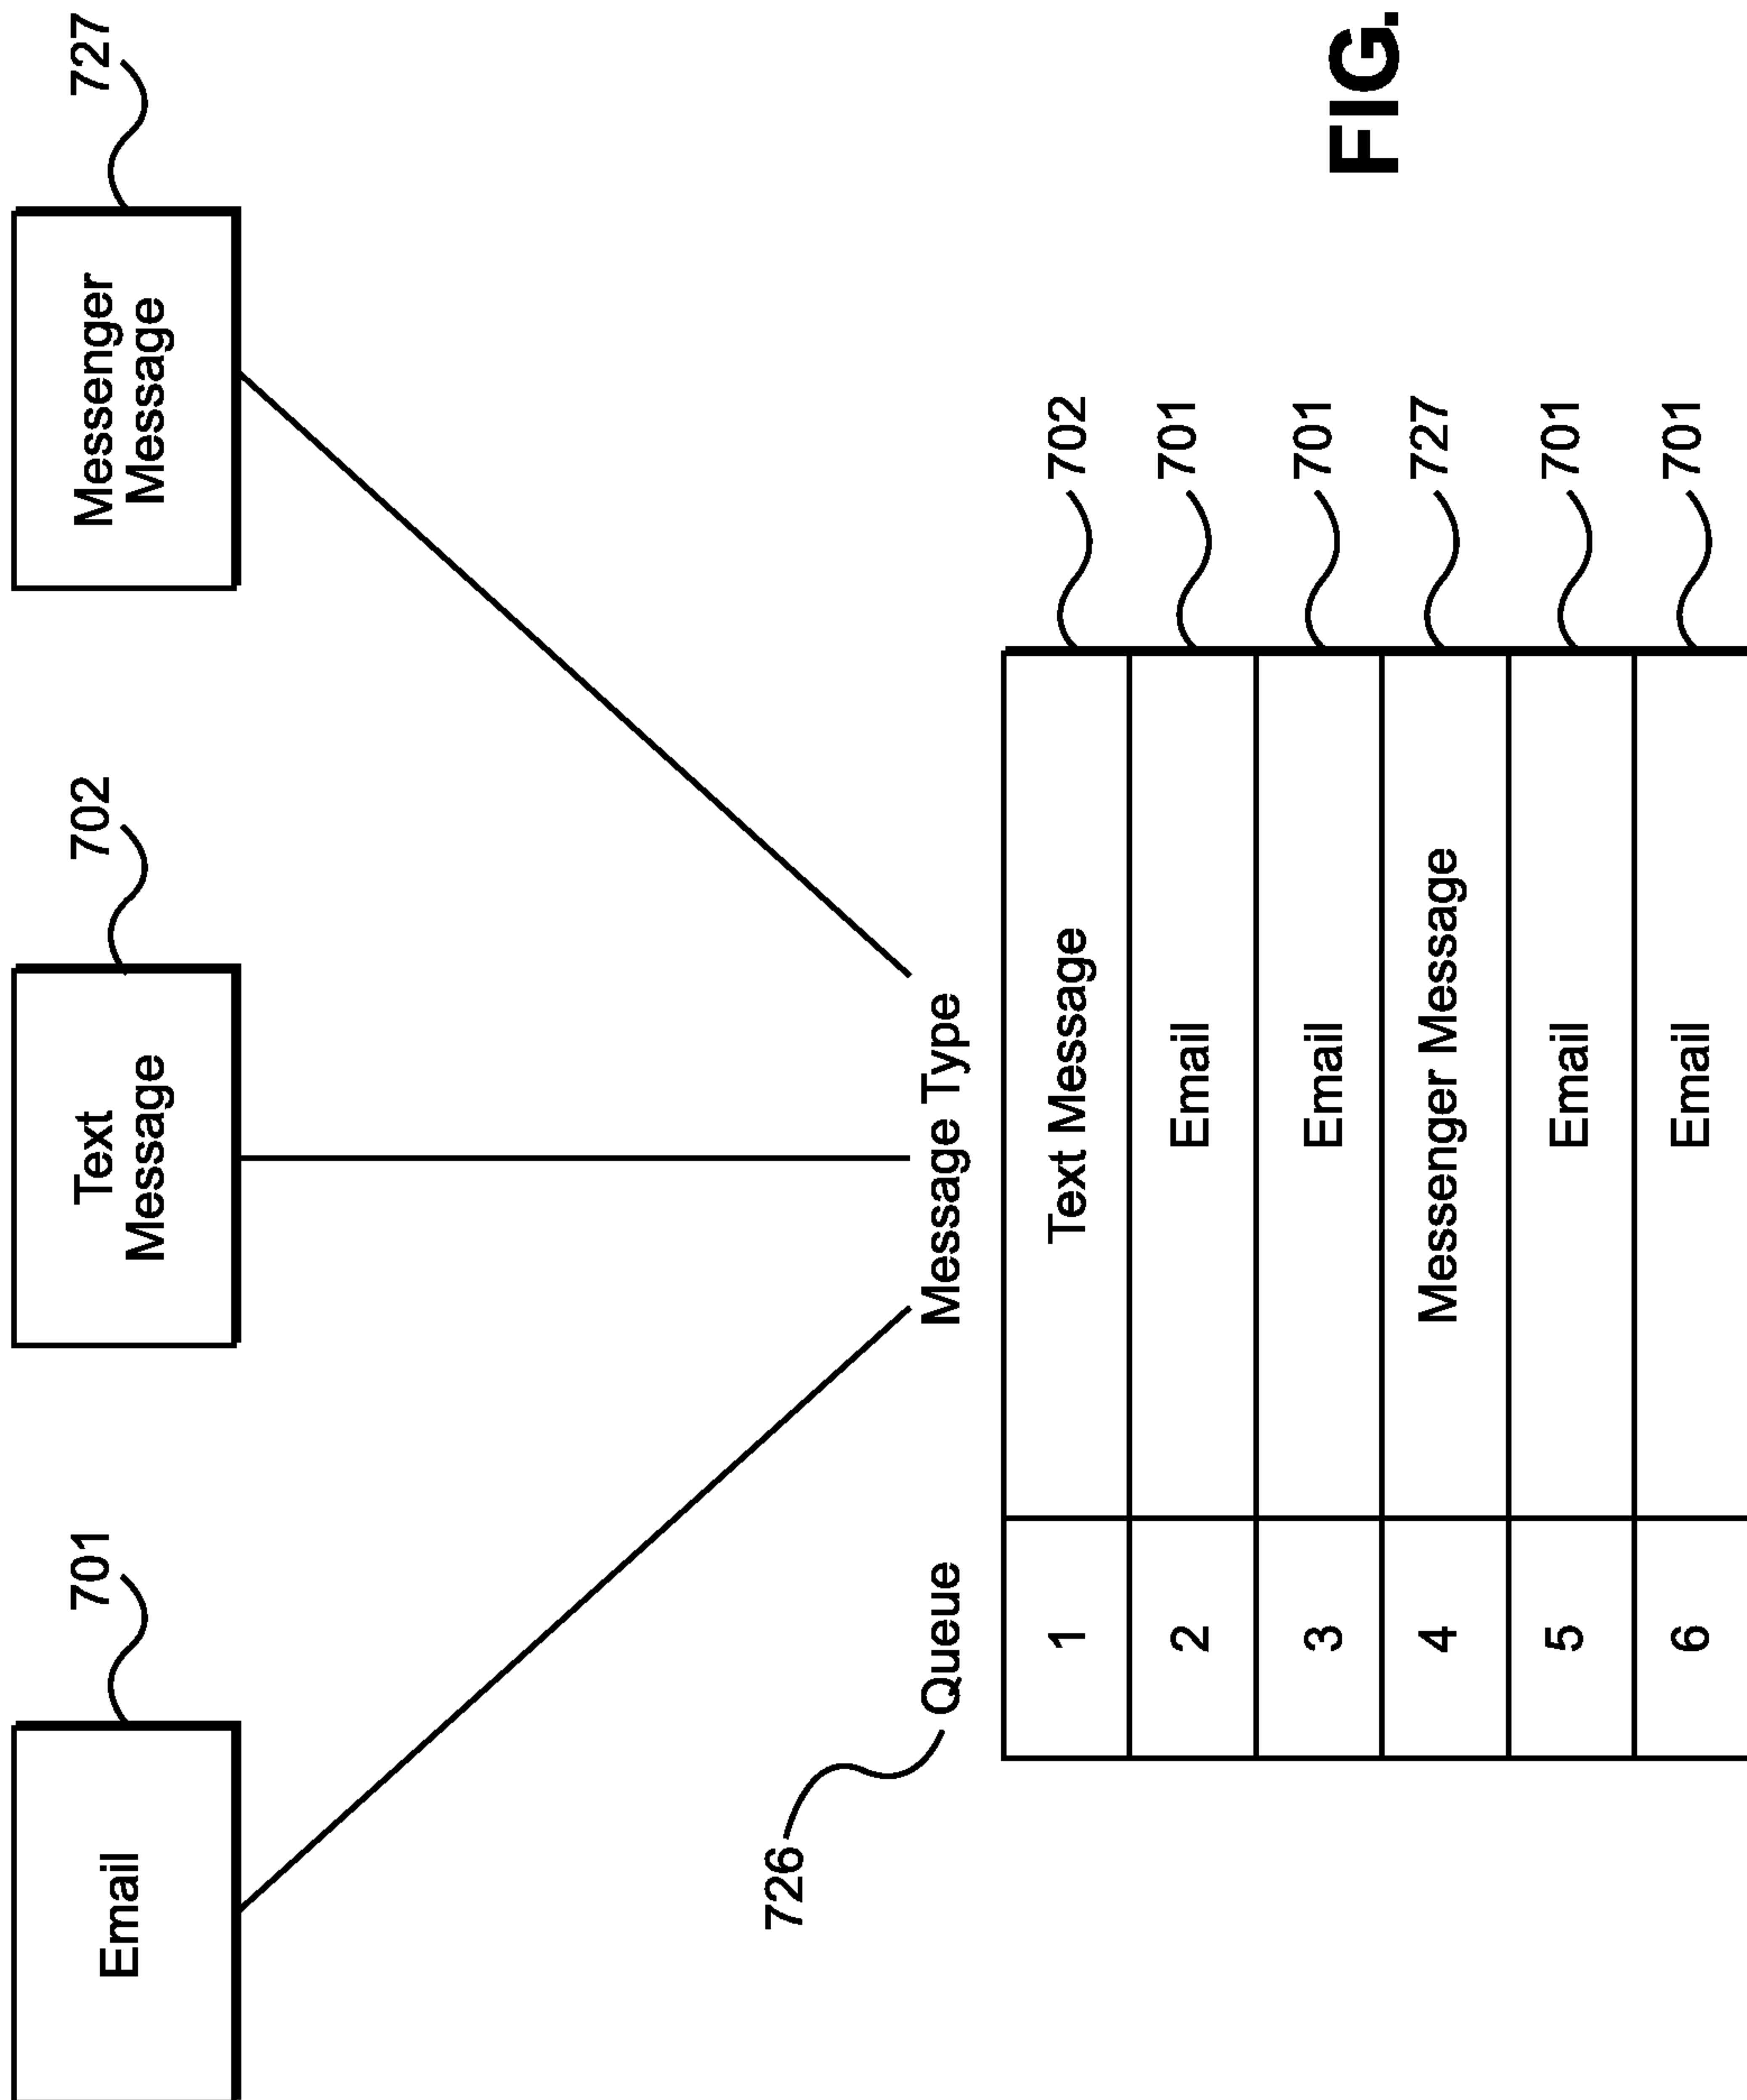 701
702
727
Email
Text
Message
Messenger
Message
726
Queue
Message Type
1
Text Message
702
2
Email
701
3
Email
701
4
Messenger Message
727
5
Email
701
6
Email
701
FIG.